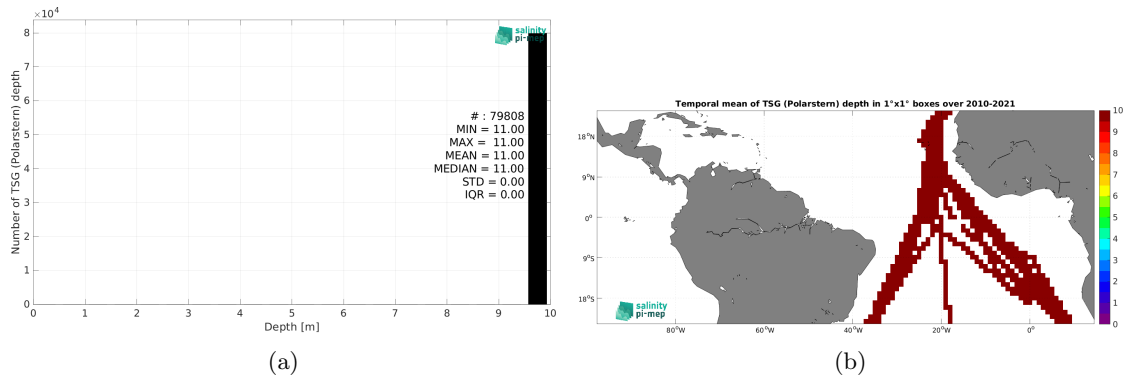 ×10⁴
8
7
6
5
4
3
2
1
0
Number of TSG (Polarstern) depth
salinity
pi-mep
# : 79808
MIN = 11.00
MAX = 11.00
MEAN = 11.00
MEDIAN = 11.00
STD = 0.00
IQR = 0.00
0 1 2 3 4 5 6 7 8 9 10
Depth [m]
(a)
Temporal mean of TSG (Polarstern) depth in 1°x1° boxes over 2010-2021
18°N
9°N
0°
9°S
18°S
salinity
pi-mep
80°W 60°W 40°W 20°W 0°
10
9
8
7
6
5
4
3
2
1
0
(b)